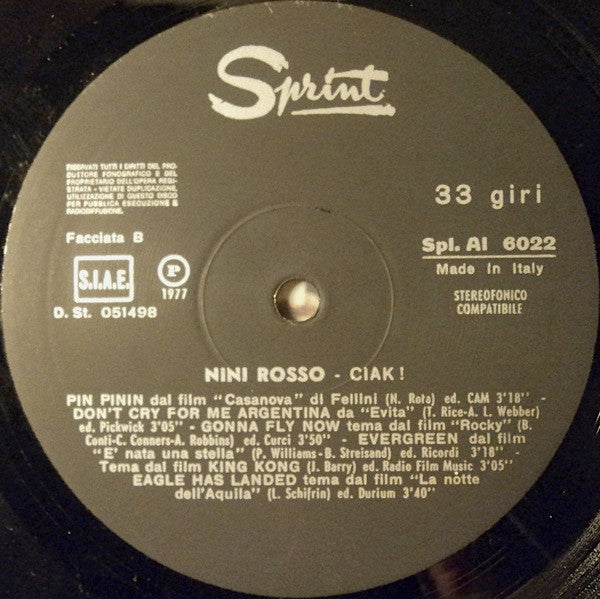 Sprint
RISERVATI TUTTI I DIRITTI DEL PRO-
DUTTORE FONOGRAFICO E DEL
PROPRIETARIO DELL'OPERA REGI-
STRATA - VIETATE DUPLICAZIONE,
UTILIZZAZIONE DI QUESTO DISCO
PER PUBBLICA ESECUZIONE E
RADIODIFFUSIONE.
33 giri
Facciata B
Spl. AI 6022
S.I.A.E.
P
1977
Made in Italy
D. St. 051498
STEREOFONICO
COMPATIBILE
NINI ROSSO - CIAK!
PIN PININ dal film "Casanova" di Fellini (N. Rota) ed. CAM 3'18" -
DON'T CRY FOR ME ARGENTINA da "Evita" (T. Rice-A. L. Webber)
ed. Pickwick 3'05" - GONNA FLY NOW tema dal film "Rocky" (B.
Conti-C. Conners-A. Robbins) ed. Curci 3'50" - EVERGREEN dal film
"E' nata una stella" (P. Williams-B. Streisand) ed. Ricordi 3'18" -
Tema dal film KING KONG (J. Barry) ed. Radio Film Music 3'05"
EAGLE HAS LANDED tema dal film "La notte
dell'Aquila" (L. Schifrin) ed. Durium 3'40"